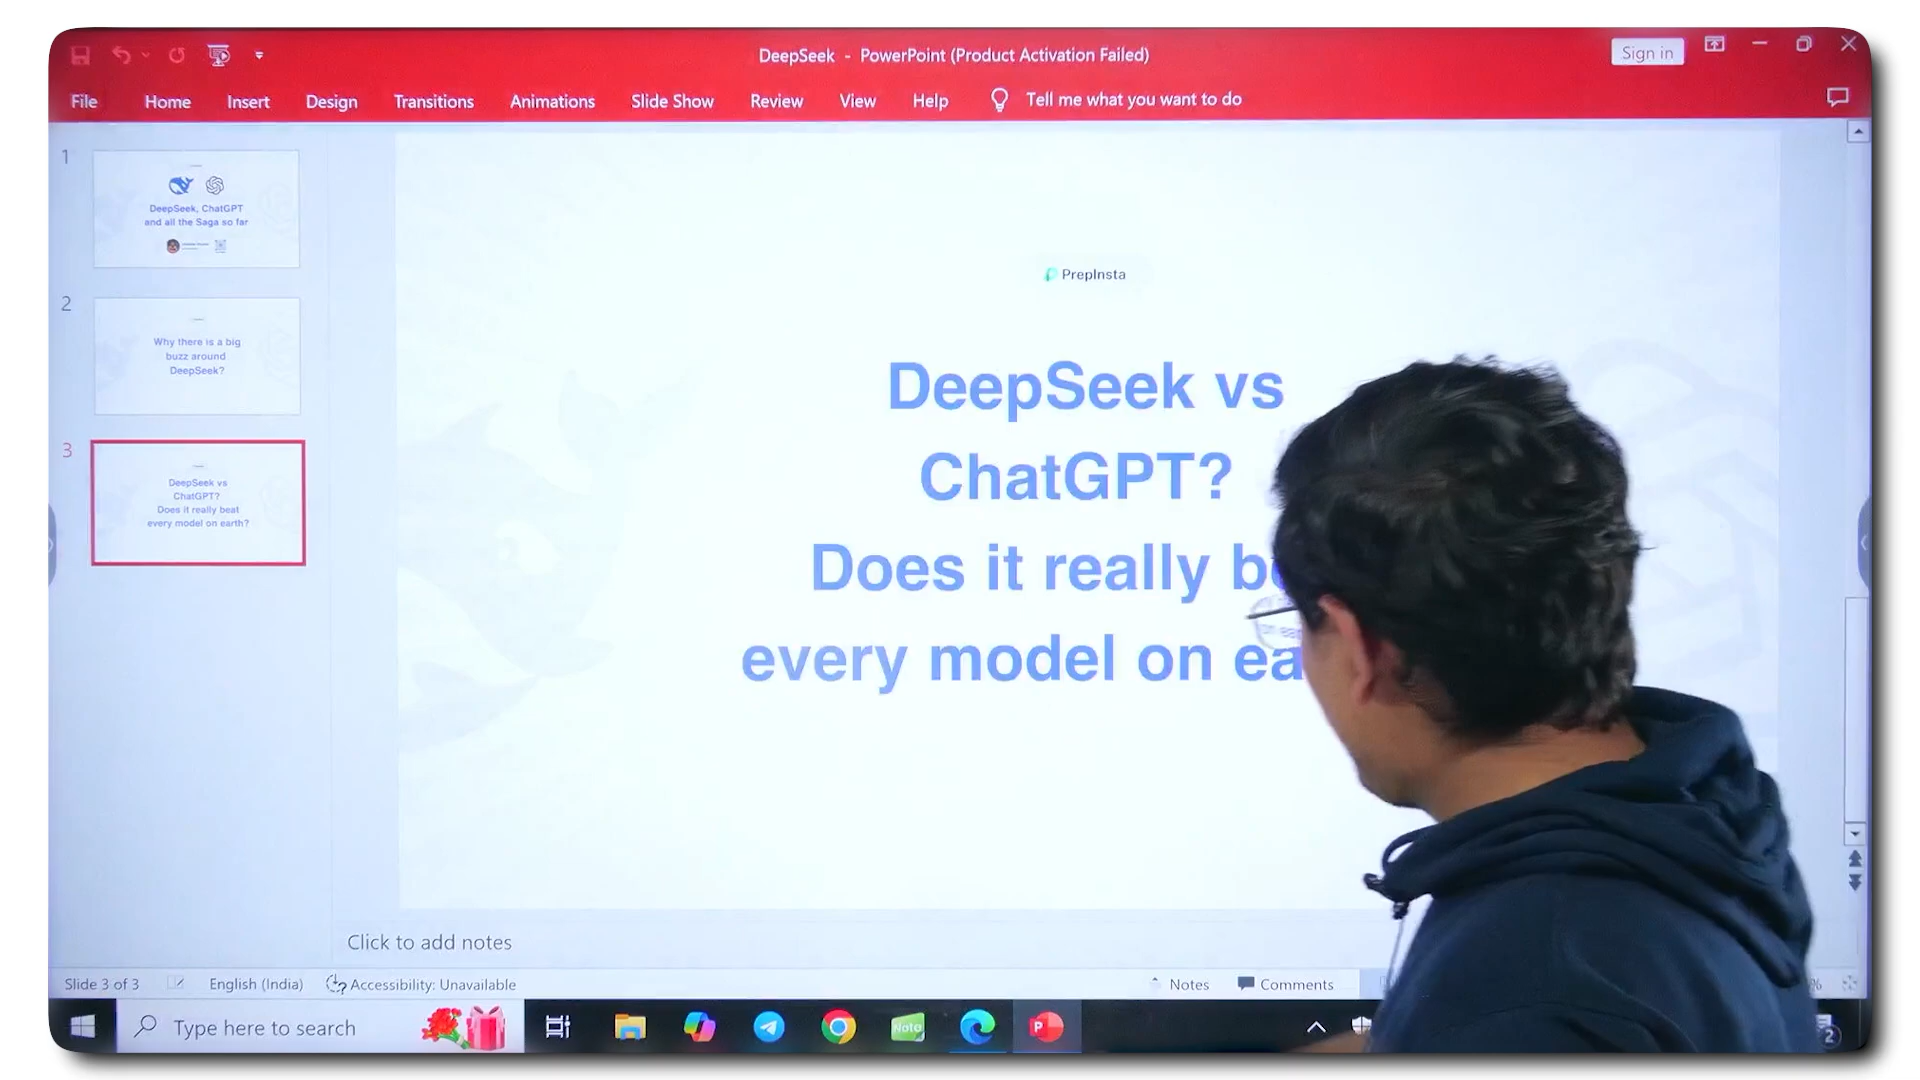 DeepSeek - PowerPoint (Product Activation Failed)
Sign in
File Home Insert Design Transitions Animations Slide Show Review View Help Tell me what you want to do
1
DeepSeek, ChatGPT
and all the Saga so far
2
Why there is a big
buzz around
DeepSeek?
3
DeepSeek vs
ChatGPT?
Does it really beat
every model on earth?
PrepInsta
DeepSeek vs
ChatGPT?
Does it really
every model on
Click to add notes
Slide 3 of 3 English (India) Accessibility: Unavailable Notes Comments %
Type here to search
Note
P
2